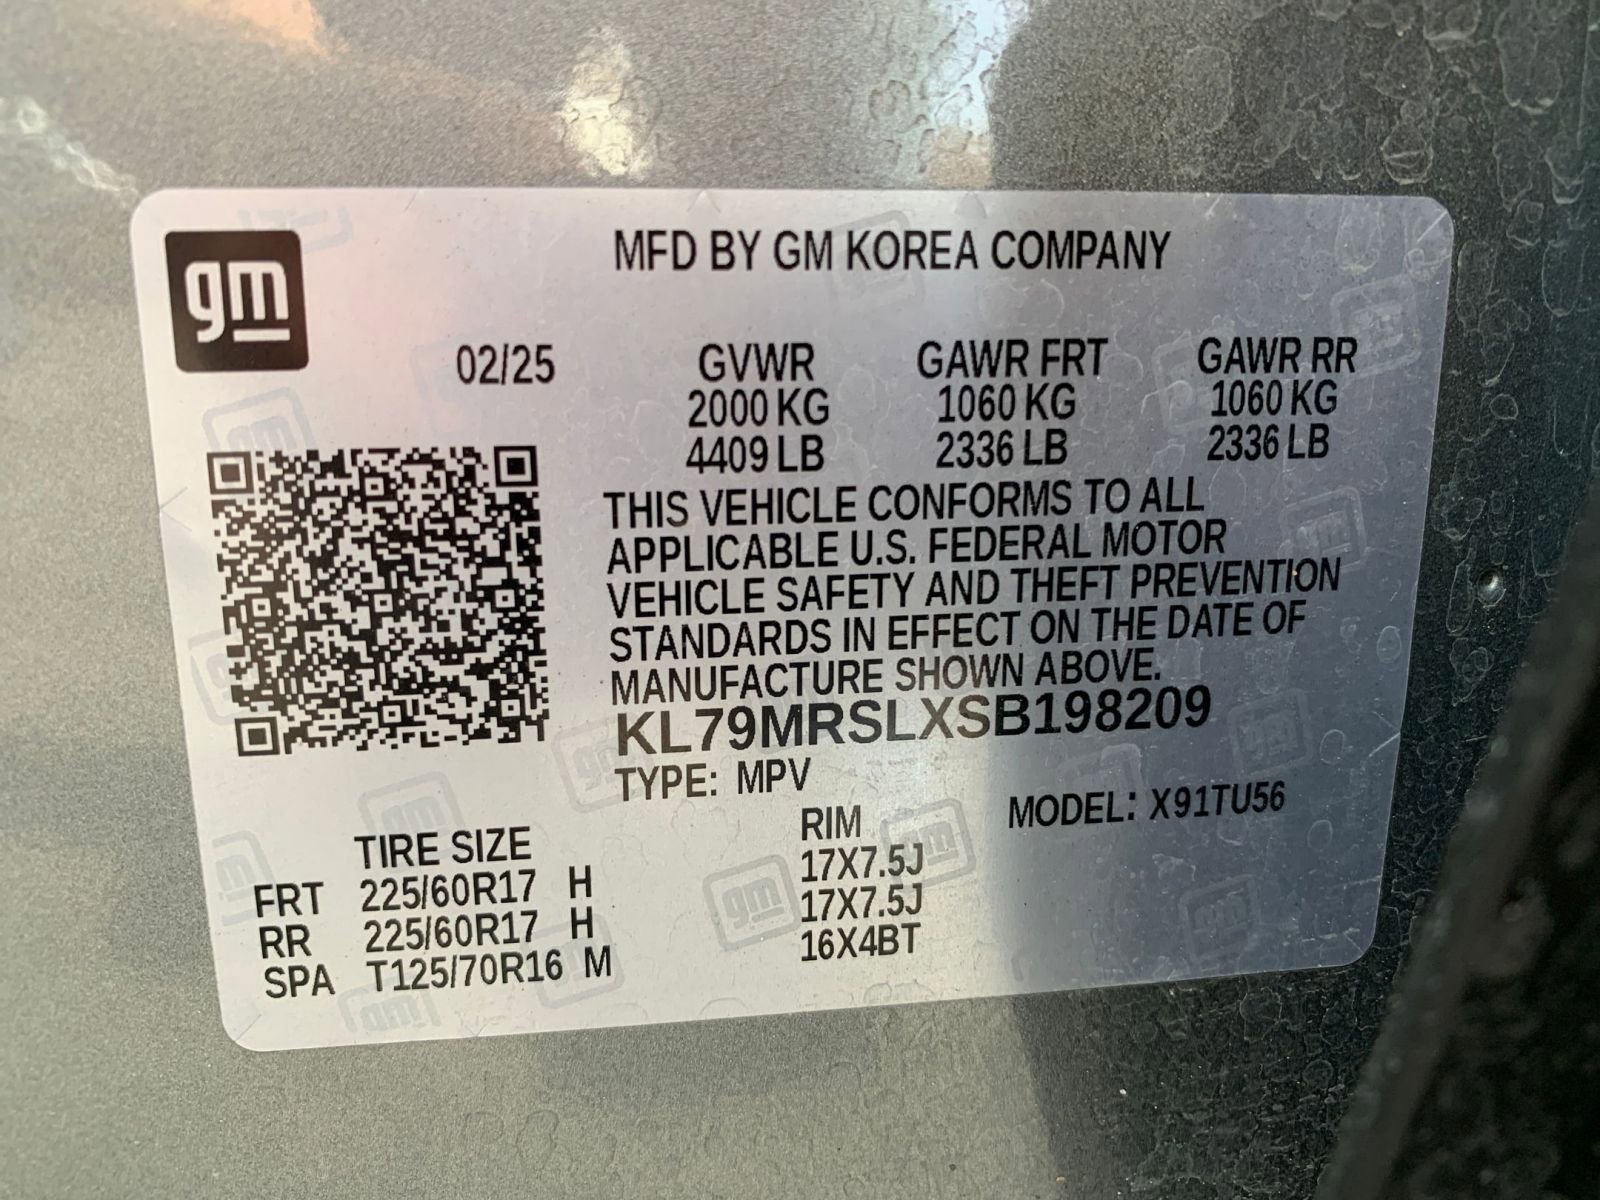 gm
MFD BY GM KOREA COMPANY
02/25 GVWR GAWR FRT GAWR RR
2000 KG 1060 KG 1060 KG
4409 LB 2336 LB 2336 LB
THIS VEHICLE CONFORMS TO ALL
APPLICABLE U.S. FEDERAL MOTOR
VEHICLE SAFETY AND THEFT PREVENTION
STANDARDS IN EFFECT ON THE DATE OF
MANUFACTURE SHOWN ABOVE.
KL79MRSLXSB198209
TYPE: MPV MODEL: X91TU56
TIRE SIZE RIM
FRT 225/60R17 H 17X7.5J
RR 225/60R17 H 17X7.5J
SPA T125/70R16 M 16X4BT